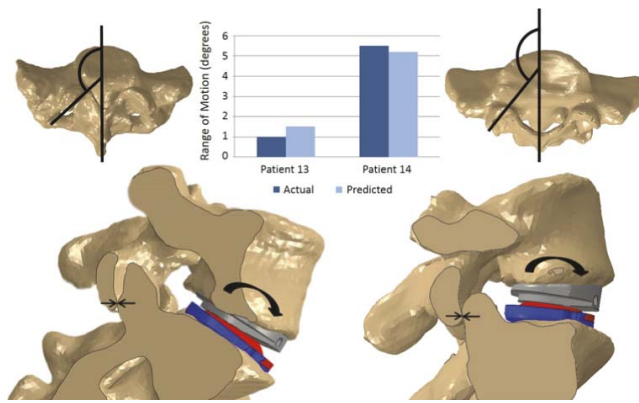 Range of Motion (degrees)
6
5
4
3
2
1
0
Patient 13
Patient 14
Actual
Predicted